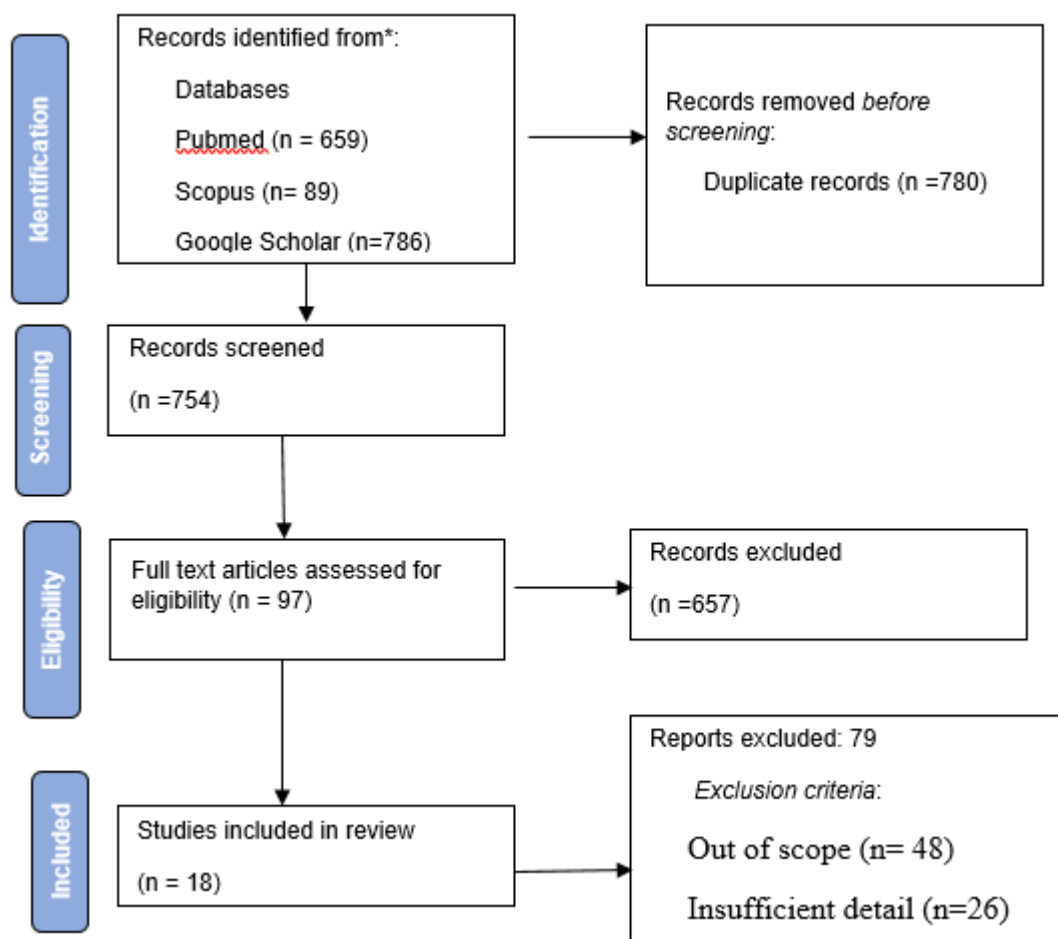 Identification
Records identified from*:
Databases
Pubmed (n = 659)
Scopus (n= 89)
Google Scholar (n=786)
Records removed before
screening:
Duplicate records (n =780)
Screening
Records screened
(n =754)
Eligibility
Full text articles assessed for
eligibility (n = 97)
Records excluded
(n =657)
Included
Studies included in review
(n = 18)
Reports excluded: 79
Exclusion criteria:
Out of scope (n= 48)
Insufficient detail (n=26)